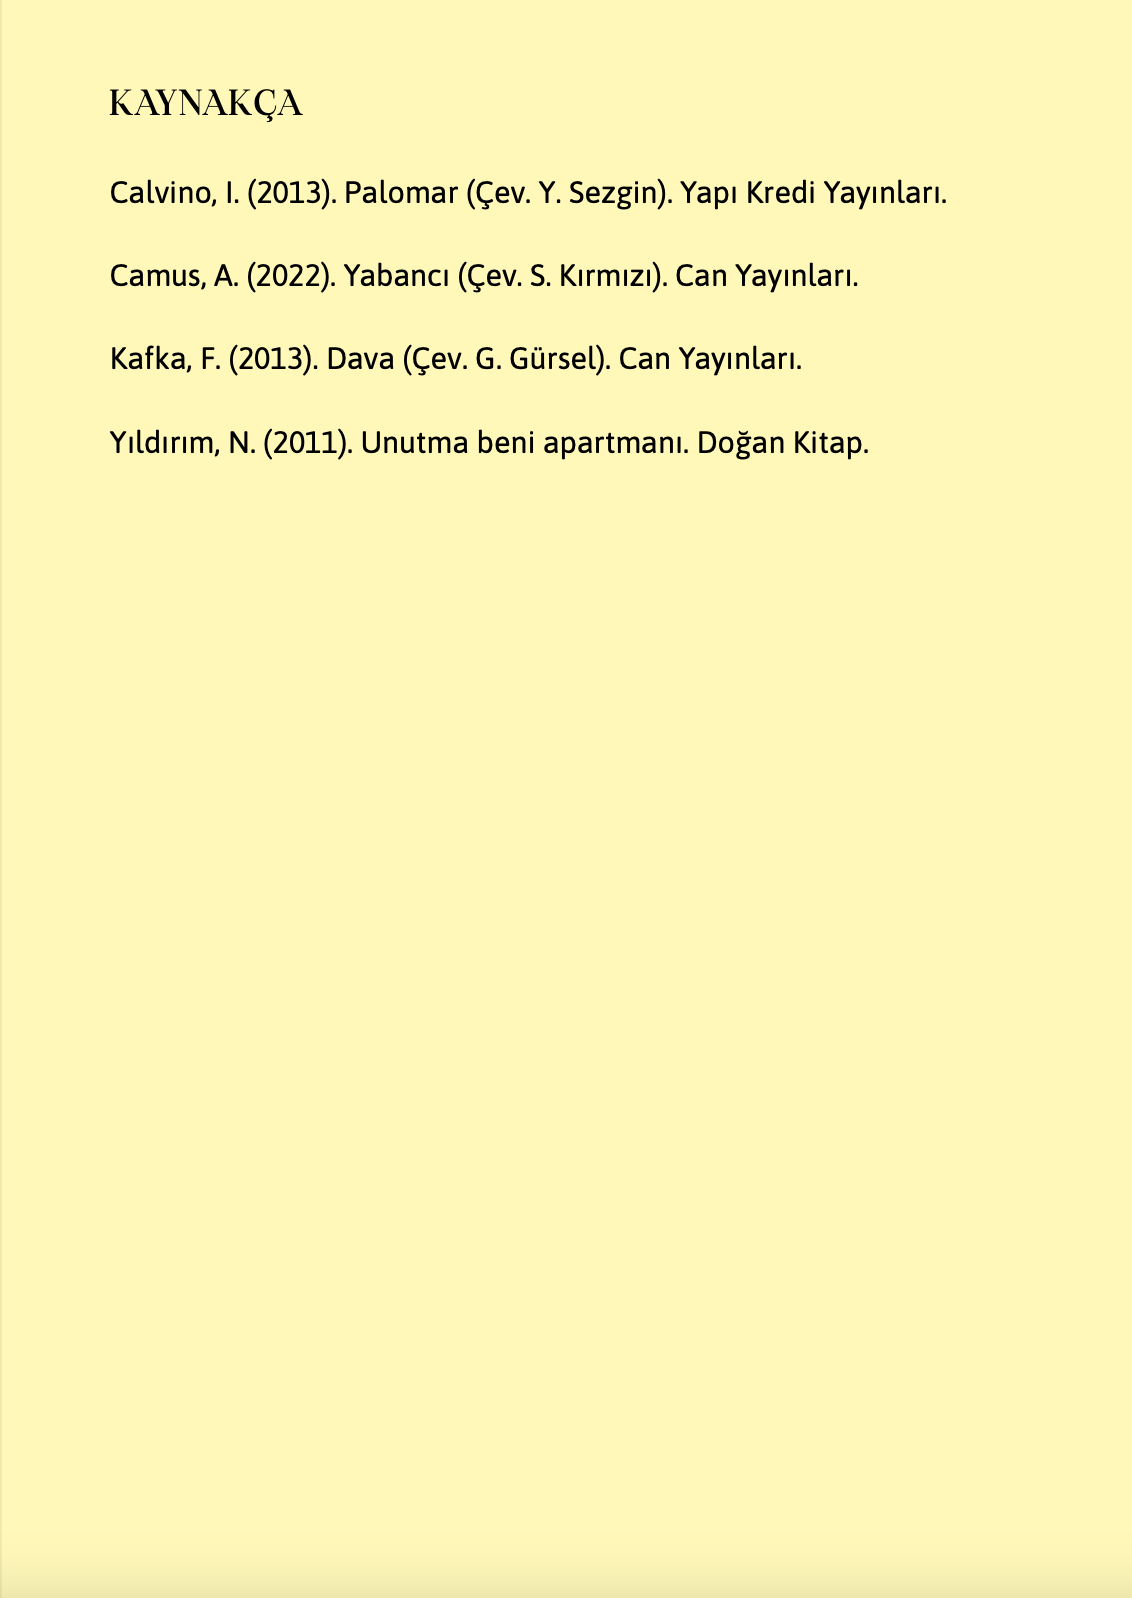 KAYNAKÇA
Calvino, I. (2013). Palomar (Çev. Y. Sezgin). Yapı Kredi Yayınları.
Camus, A. (2022). Yabancı (Çev. S. Kırmızı). Can Yayınları.
Kafka, F. (2013). Dava (Çev. G. Gürsel). Can Yayınları.
Yıldırım, N. (2011). Unutma beni apartmanı. Doğan Kitap.